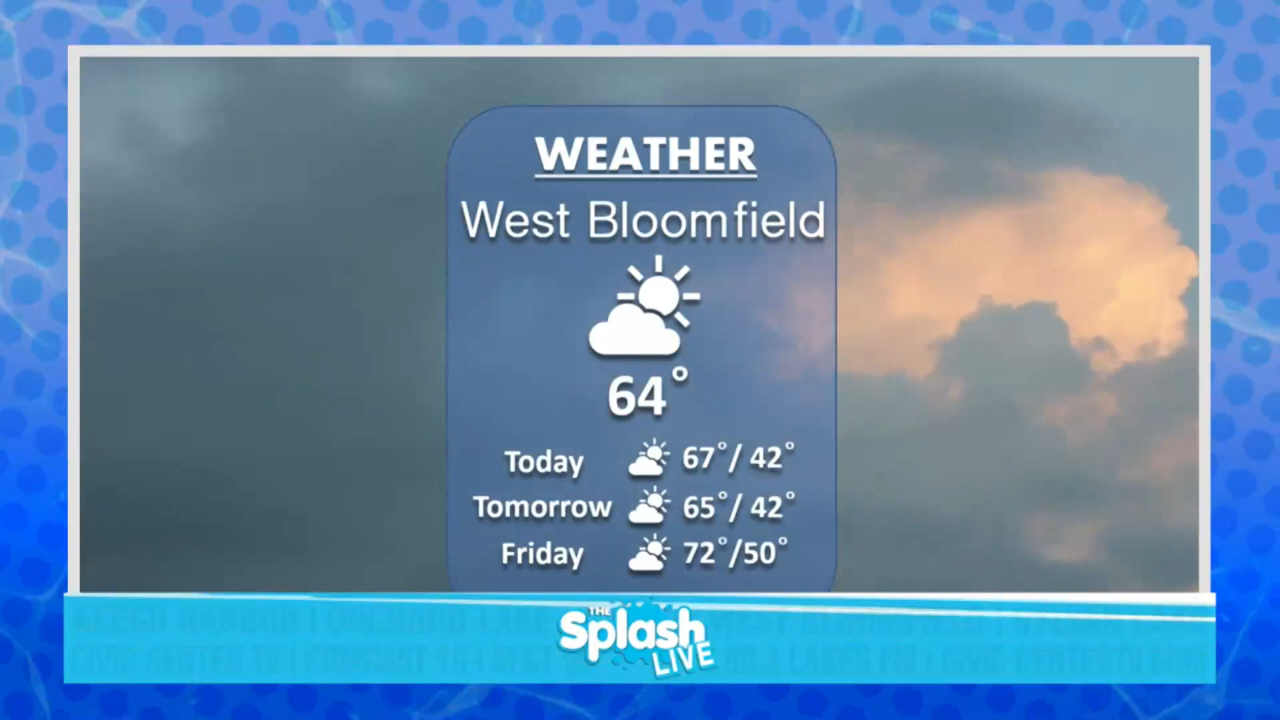 WEATHER
West Bloomfield
64°
Today 67°/ 42°
Tomorrow 65°/ 42°
Friday 72°/50°
THE
Splash
LIVE